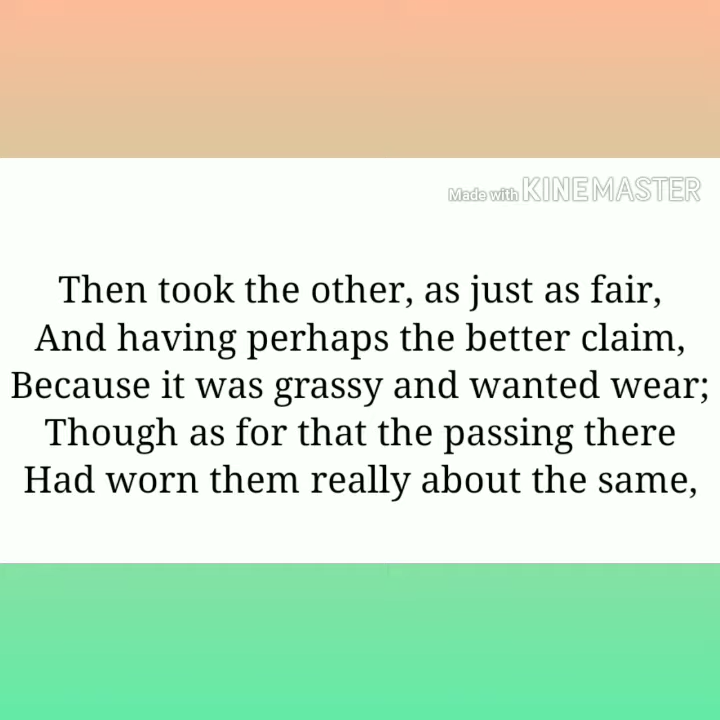 Made with KINEMASTER
Then took the other, as just as fair,
And having perhaps the better claim,
Because it was grassy and wanted wear;
Though as for that the passing there
Had worn them really about the same,